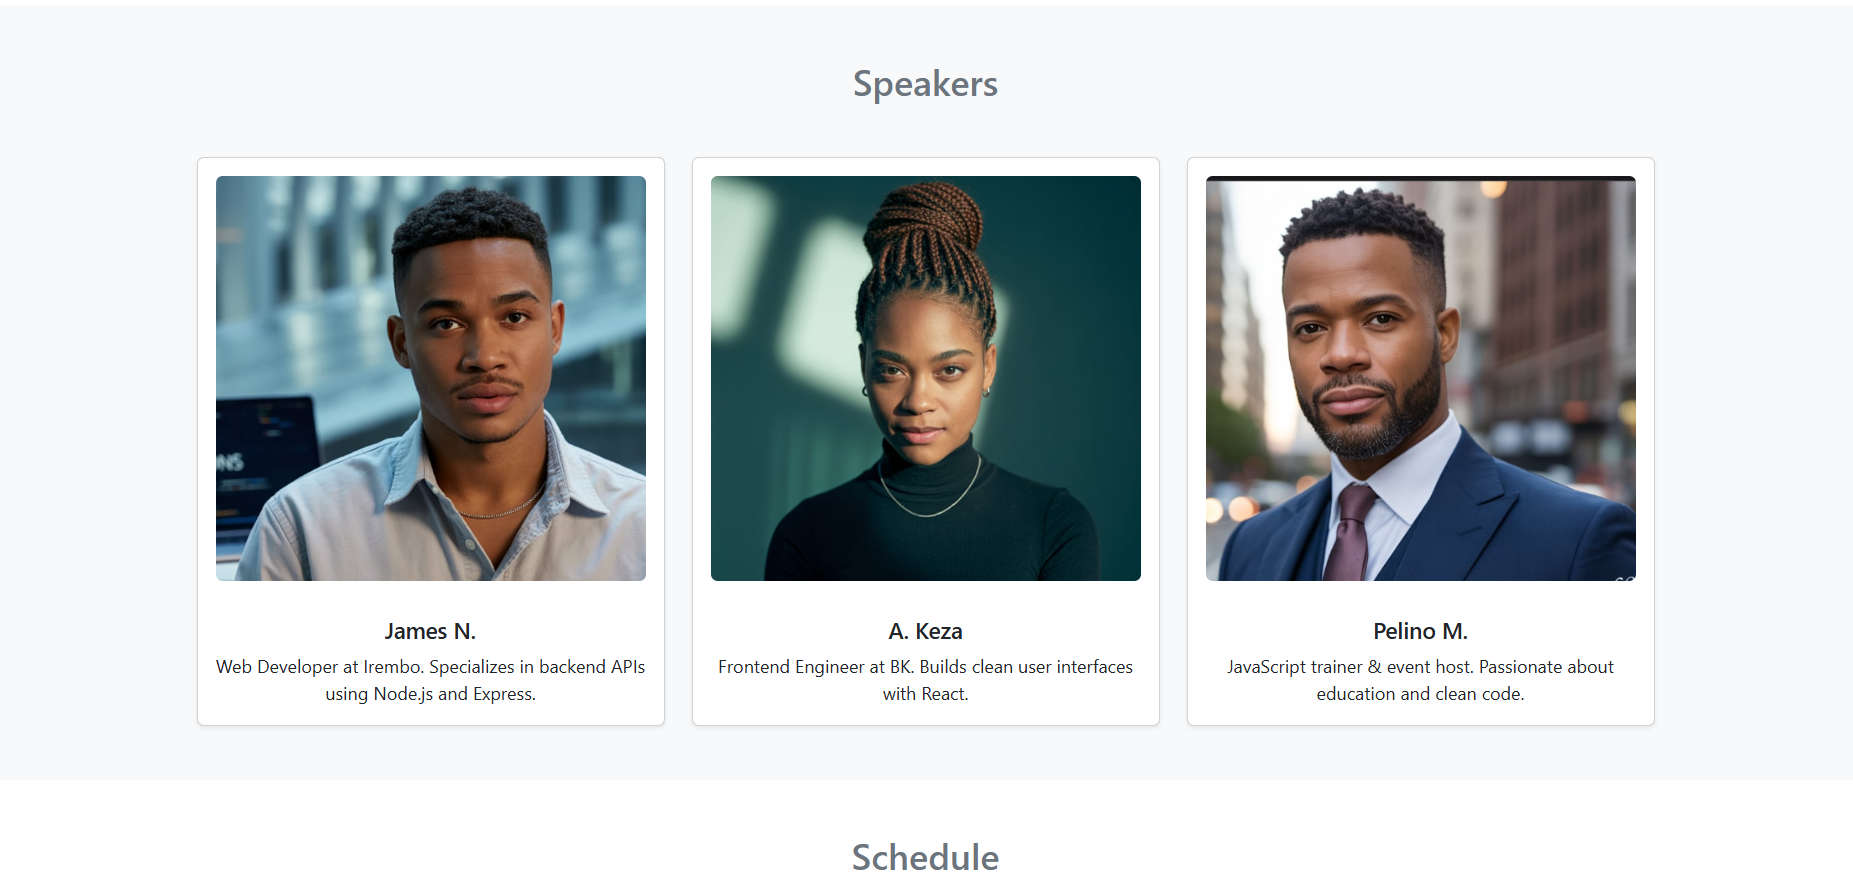 Speakers
NS
James N.
Web Developer at Irembo. Specializes in backend APIs
using Node.js and Express.
A. Keza
Frontend Engineer at BK. Builds clean user interfaces
with React.
Pelino M.
JavaScript trainer & event host. Passionate about
education and clean code.
Schedule